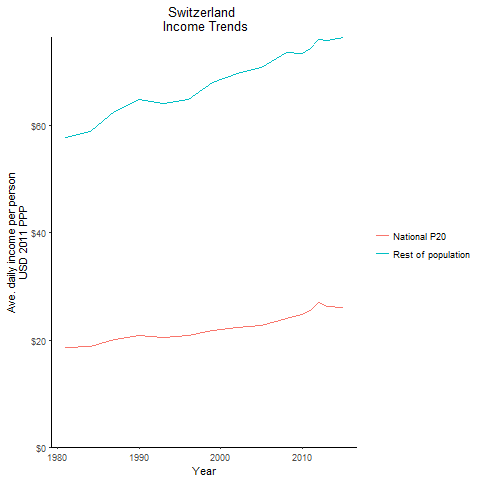 Switzerland
Income Trends
Ave. daily income per person
USD 2011 PPP
$60
$40
$20
$0
1980
1990
2000
2010
Year
National P20
Rest of population